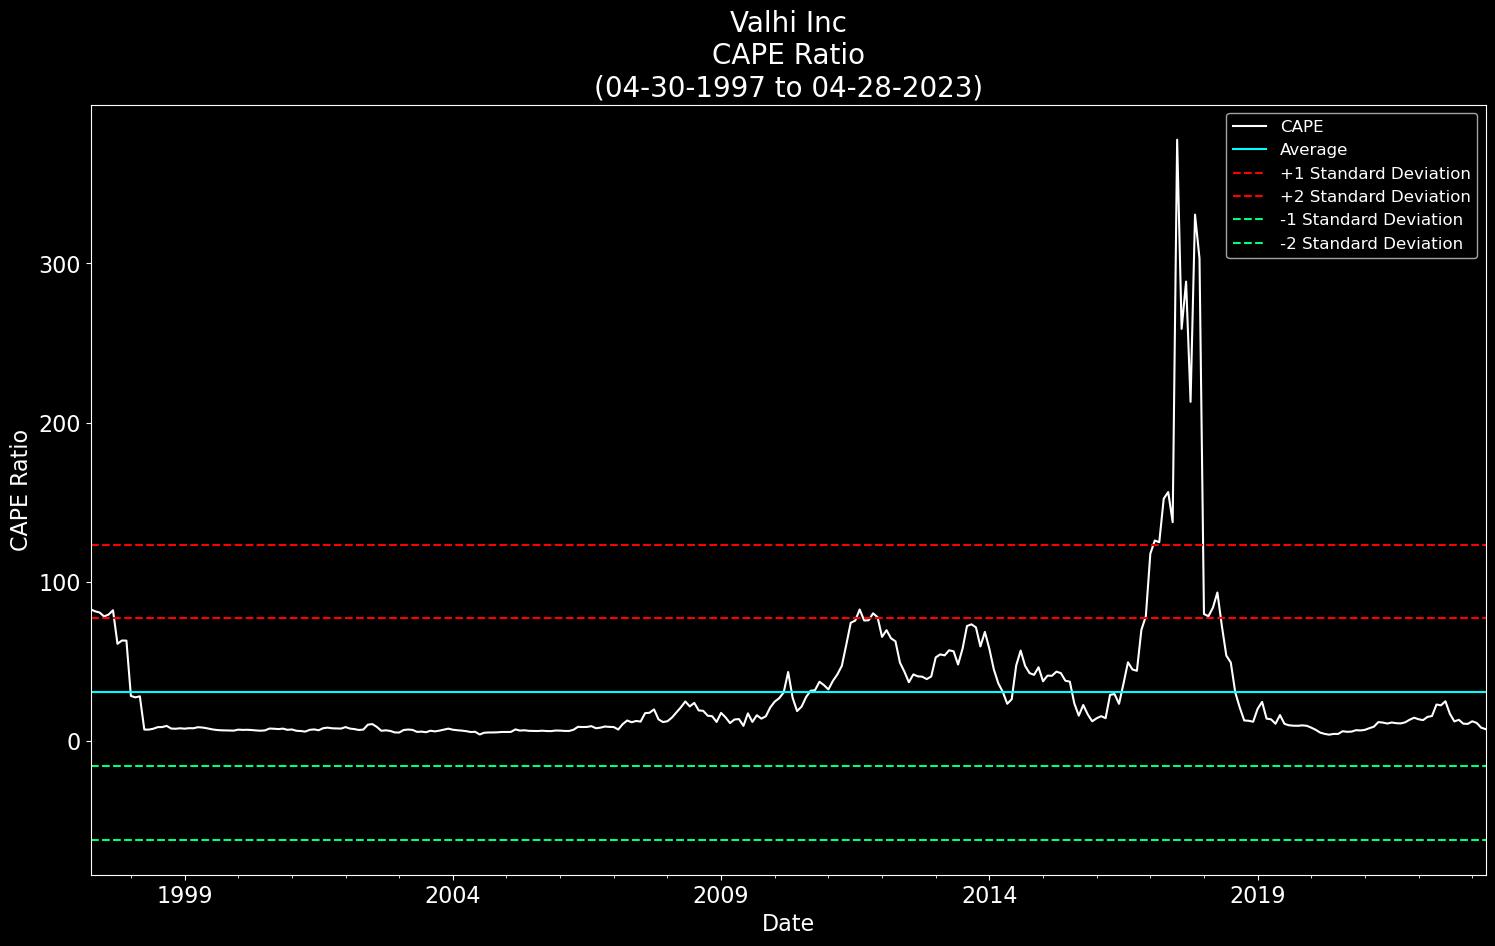 Valhi Inc
CAPE Ratio
(04-30-1997 to 04-28-2023)
CAPE
Average
+1 Standard Deviation
+2 Standard Deviation
-1 Standard Deviation
-2 Standard Deviation
CAPE Ratio
300
200
100
0
1999
2004
2009
2014
2019
Date